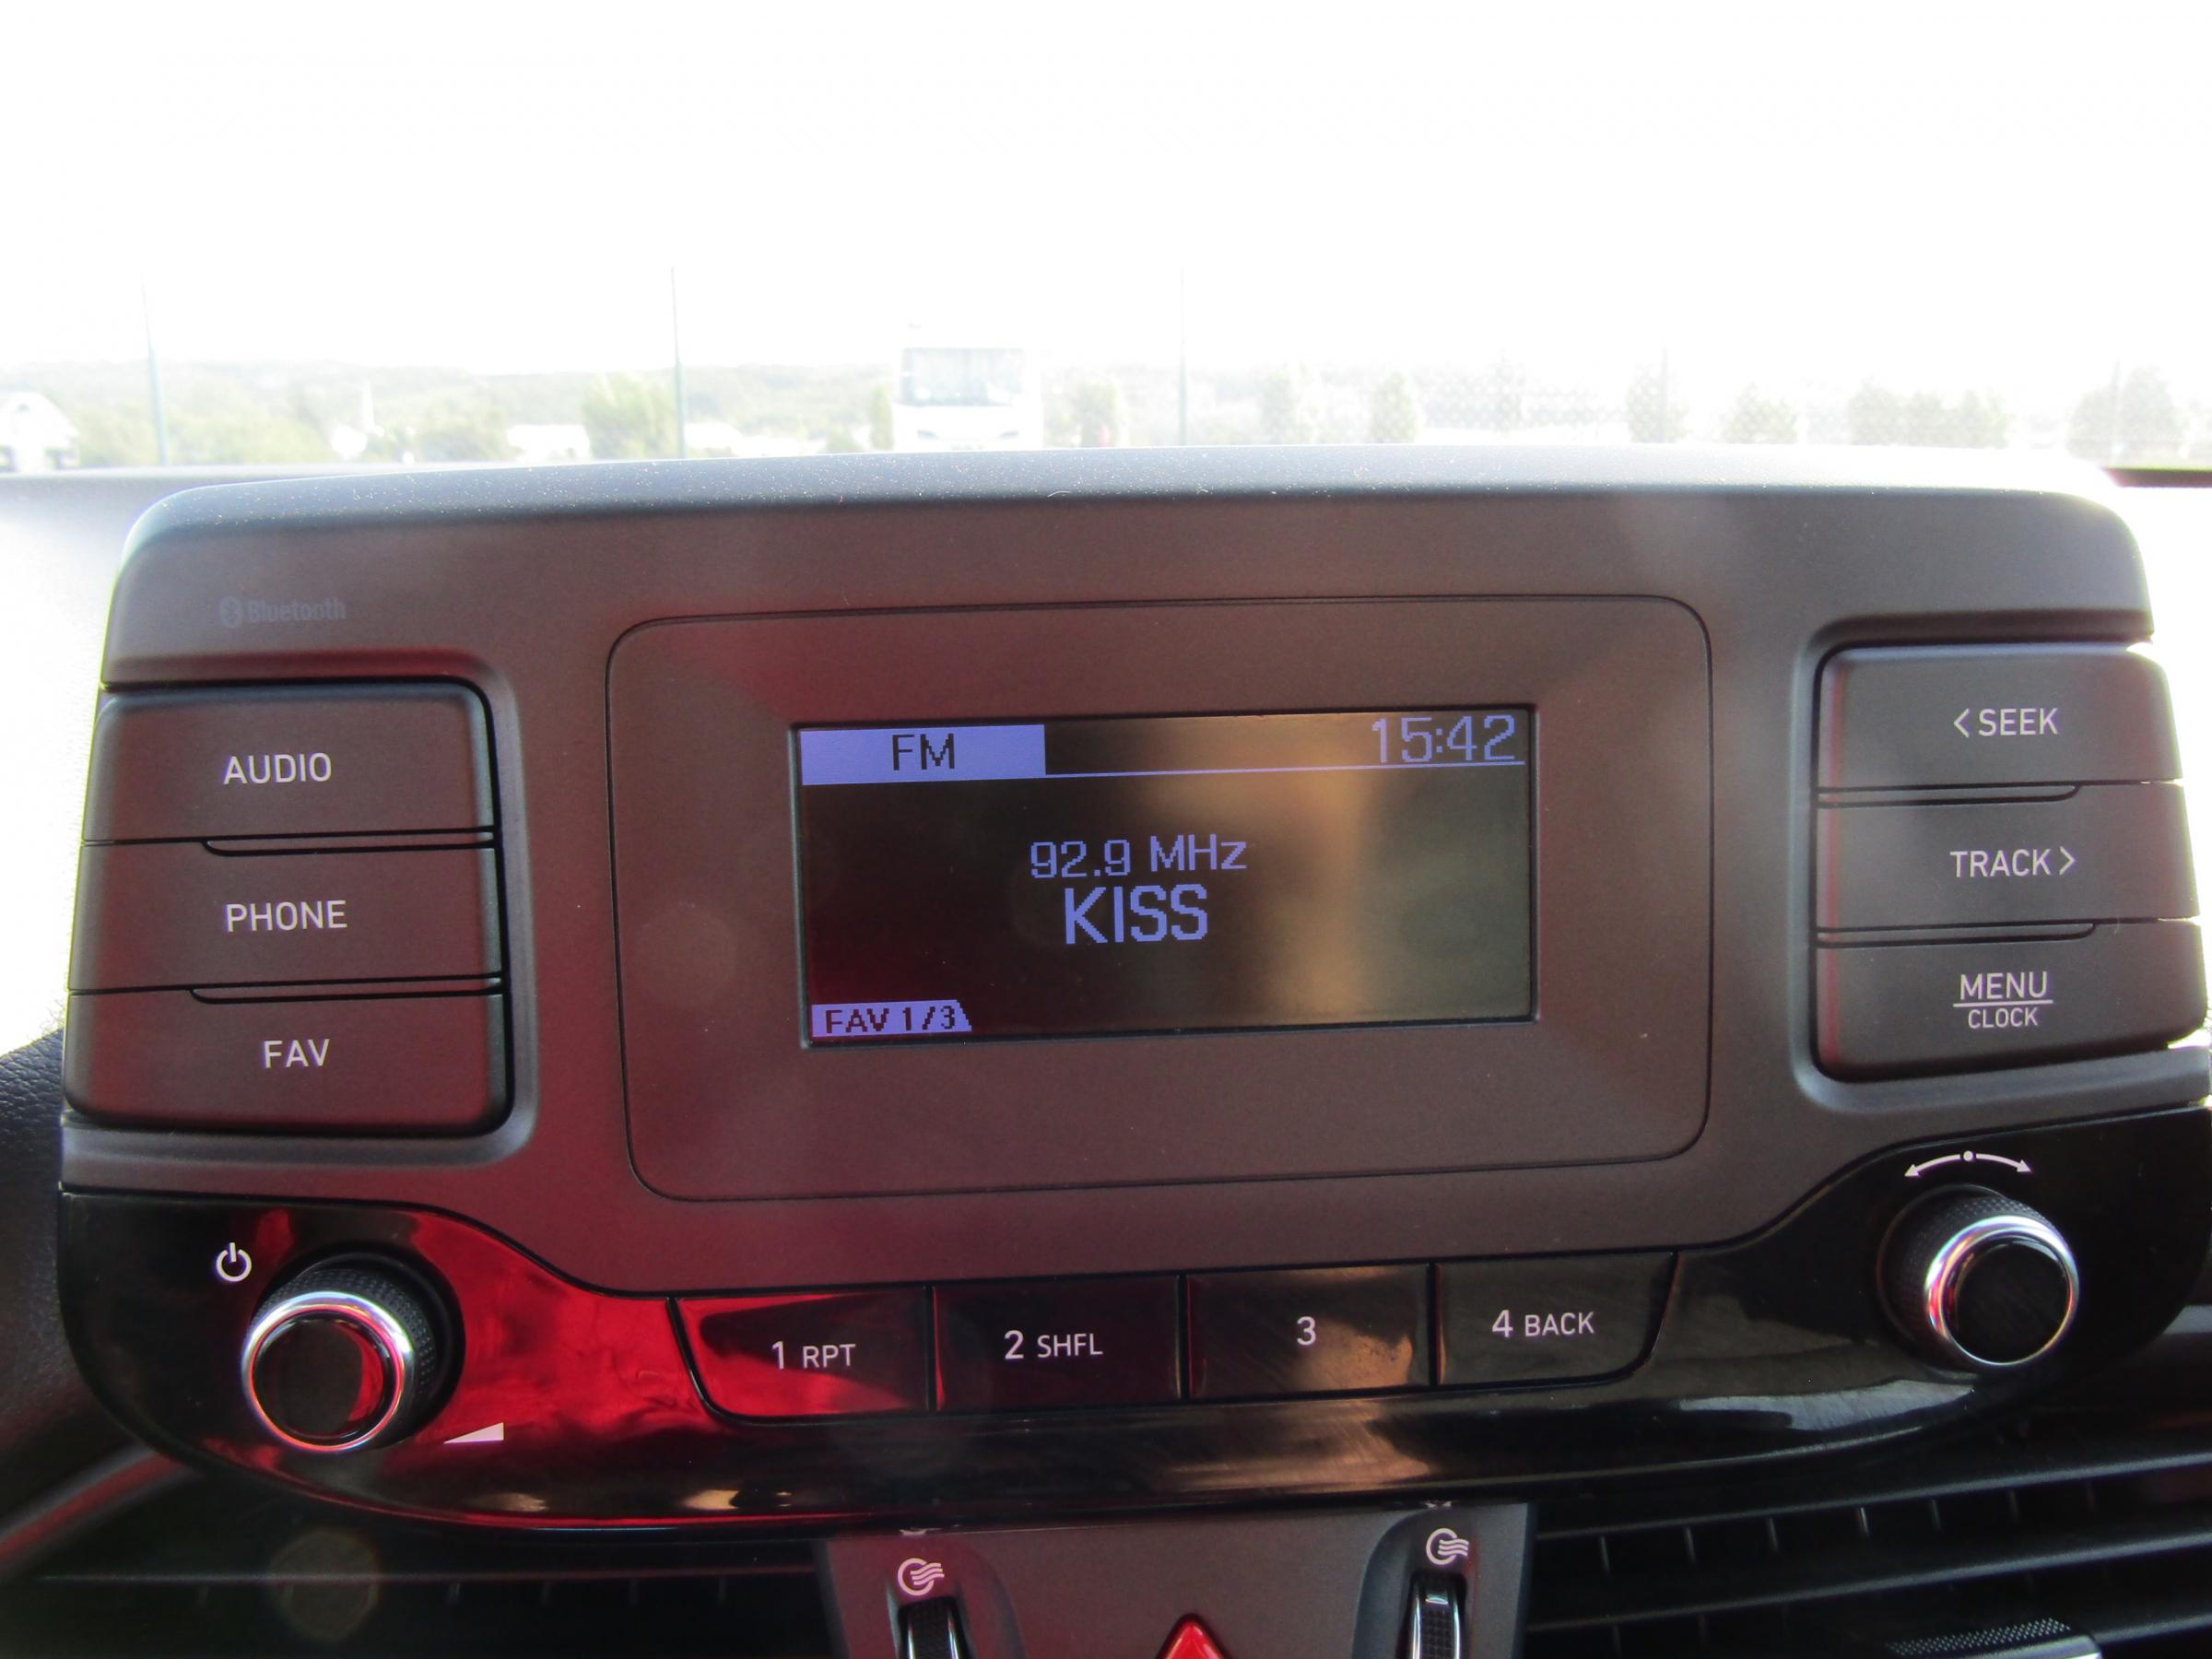 Bluetooth
AUDIO
PHONE
FAV
FM 15:42
92.9 MHz
KISS
FAV 1/3
<SEEK
TRACK>
MENU
CLOCK
1 RPT
2 SHFL
3
4 BACK